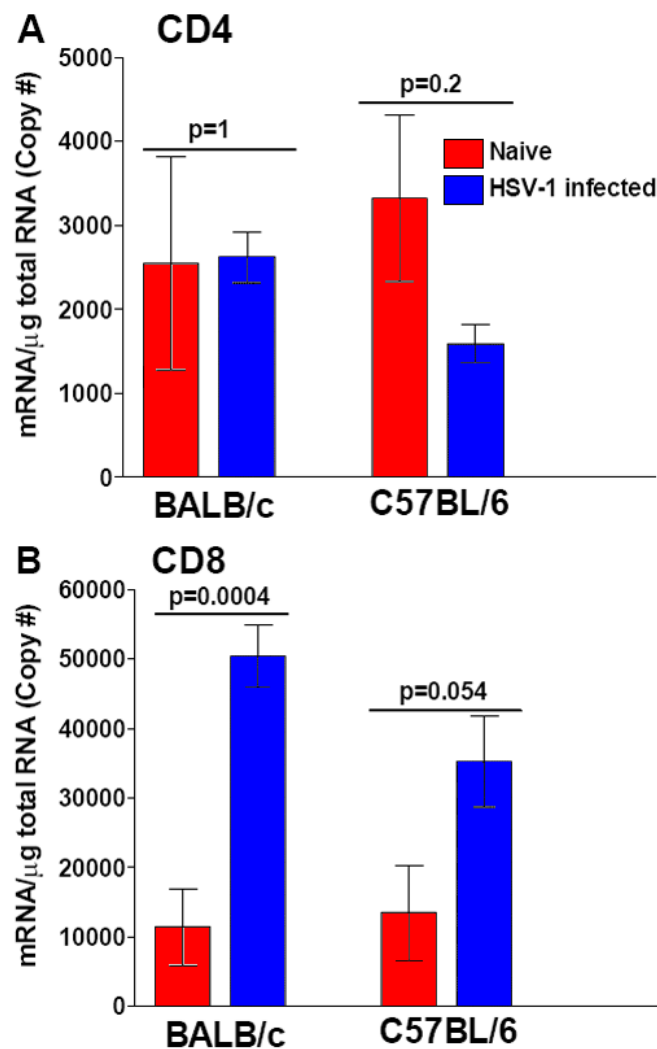 A CD4
mRNA/μg total RNA (Copy #)
5000
4000
3000
2000
1000
0
p=1
p=0.2
Naive
HSV-1 infected
BALB/c C57BL/6
B CD8
mRNA/μg total RNA (Copy #)
60000
50000
40000
30000
20000
10000
0
p=0.0004
p=0.054
BALB/c C57BL/6